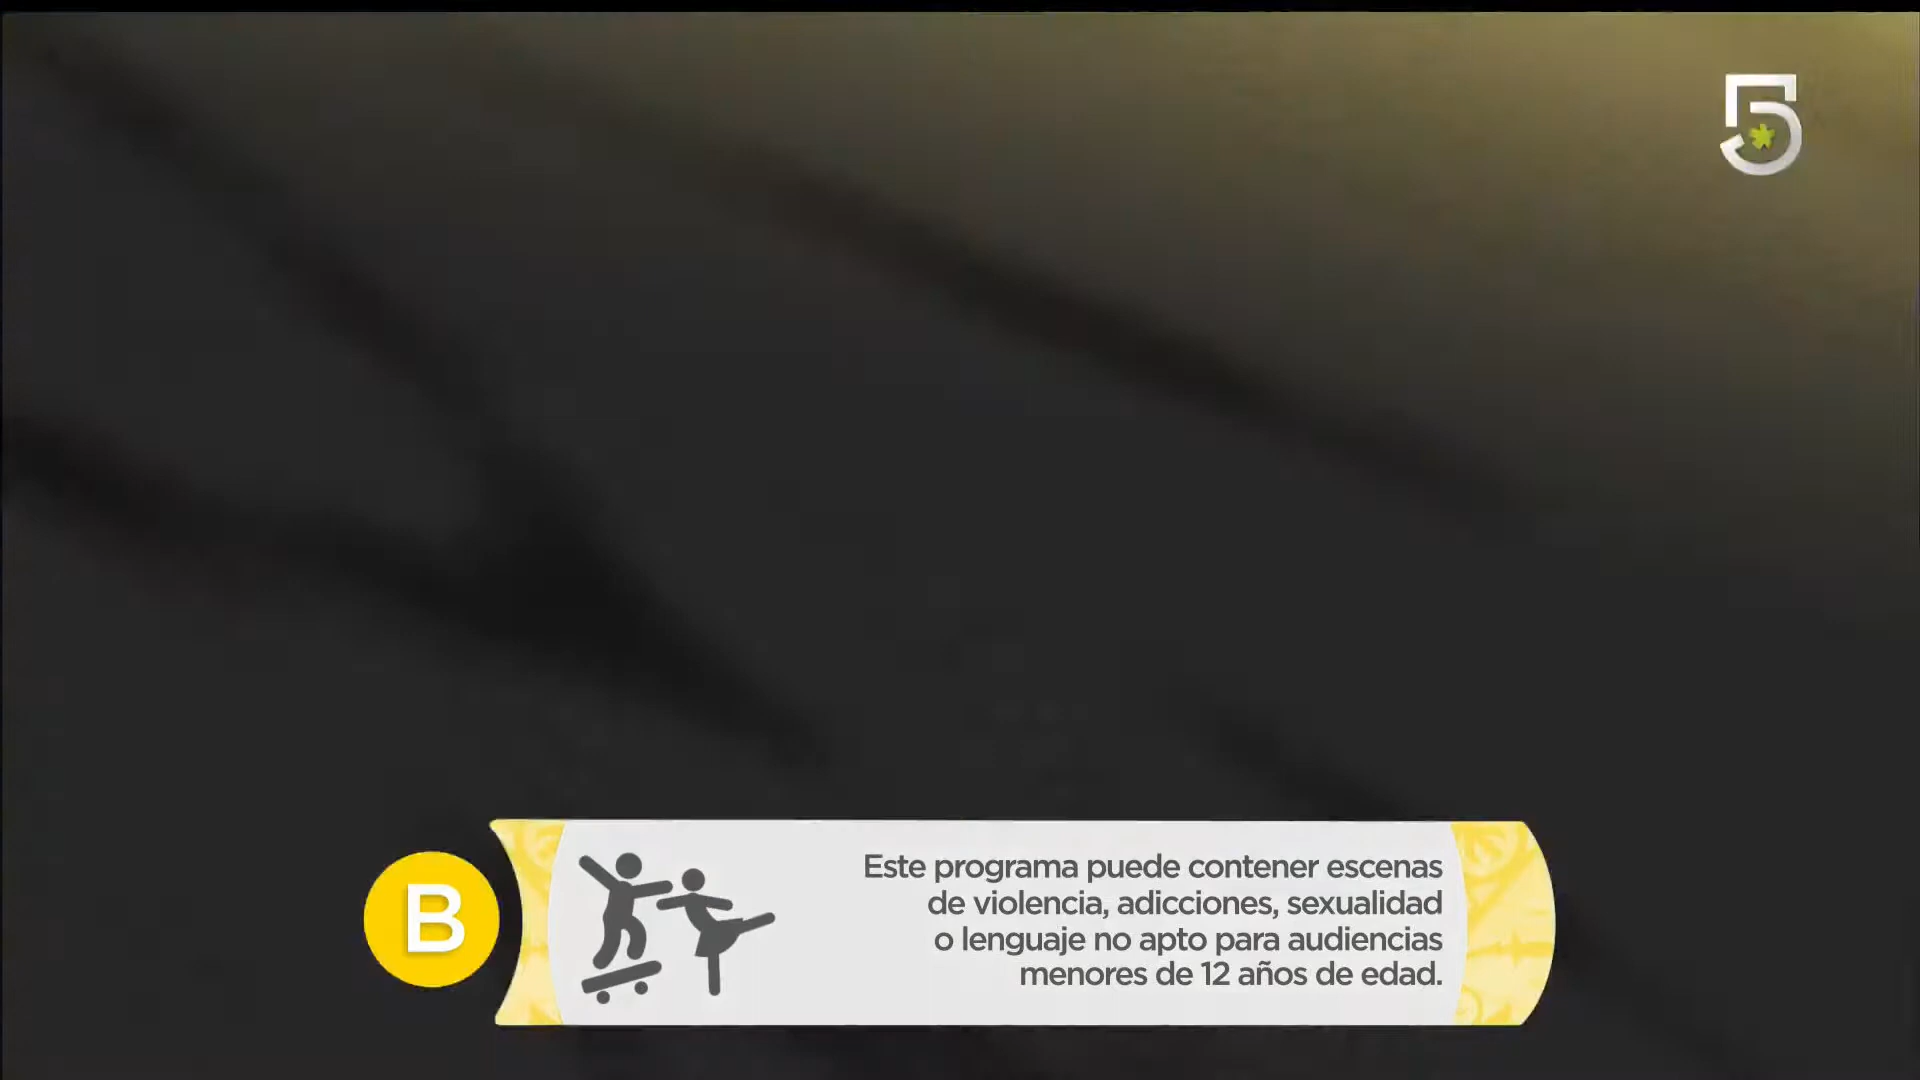 5
B
Este programa puede contener escenas
de violencia, adicciones, sexualidad
o lenguaje no apto para audiencias
menores de 12 años de edad.